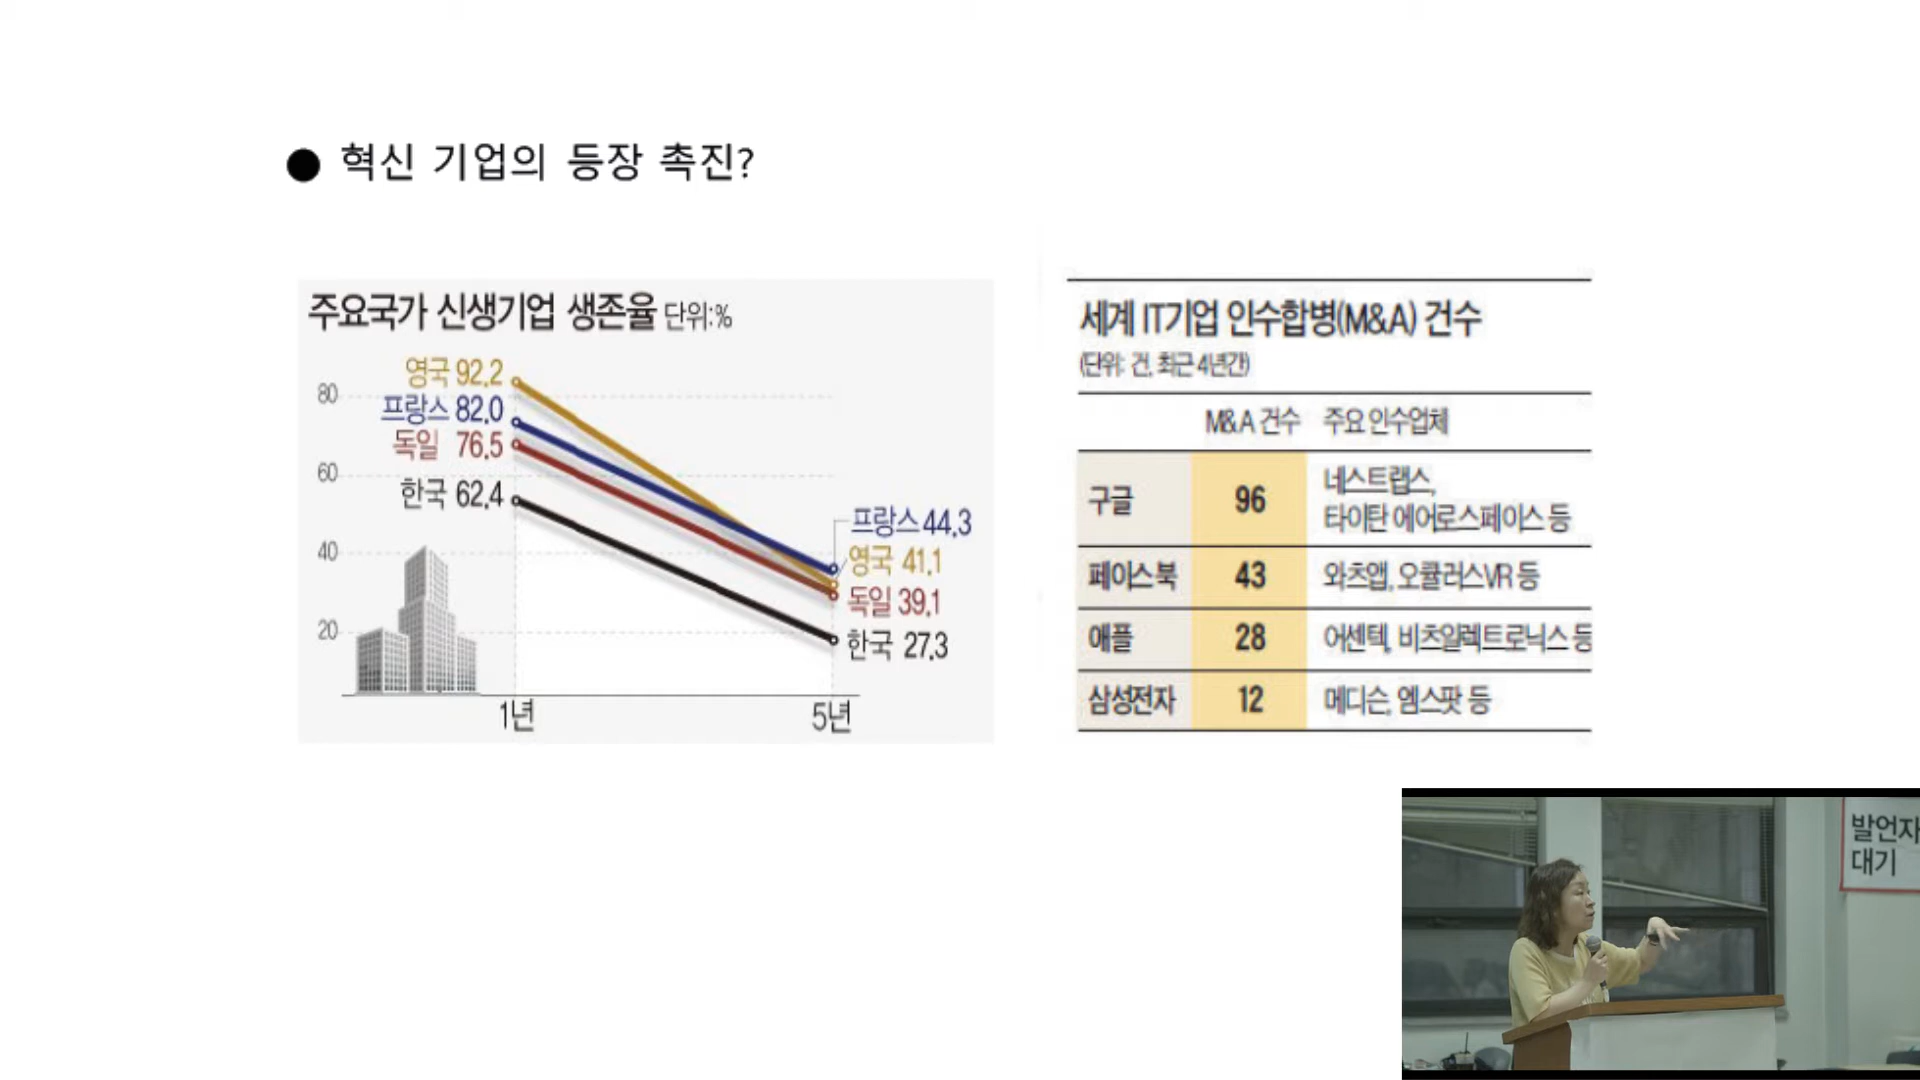 ● 혁신 기업의 등장 촉진?
주요국가 신생기업 생존율 단위:%
영국 92.2
80
프랑스 82.0
독일 76.5
60
한국 62.4
프랑스 44.3
40
영국 41.1
독일 39.1
20
한국 27.3
1년 5년
세계 IT기업 인수합병(M&A) 건수
(단위: 건, 최근 4년간)
M&A 건수 주요 인수업체
구글 96 네스트랩스,
타이탄 에어로스페이스 등
페이스북 43 와츠앱, 오큘러스VR 등
애플 28 어센텍, 비츠일렉트로닉스 등
삼성전자 12 메디슨, 엠스팟 등
발언자
대기